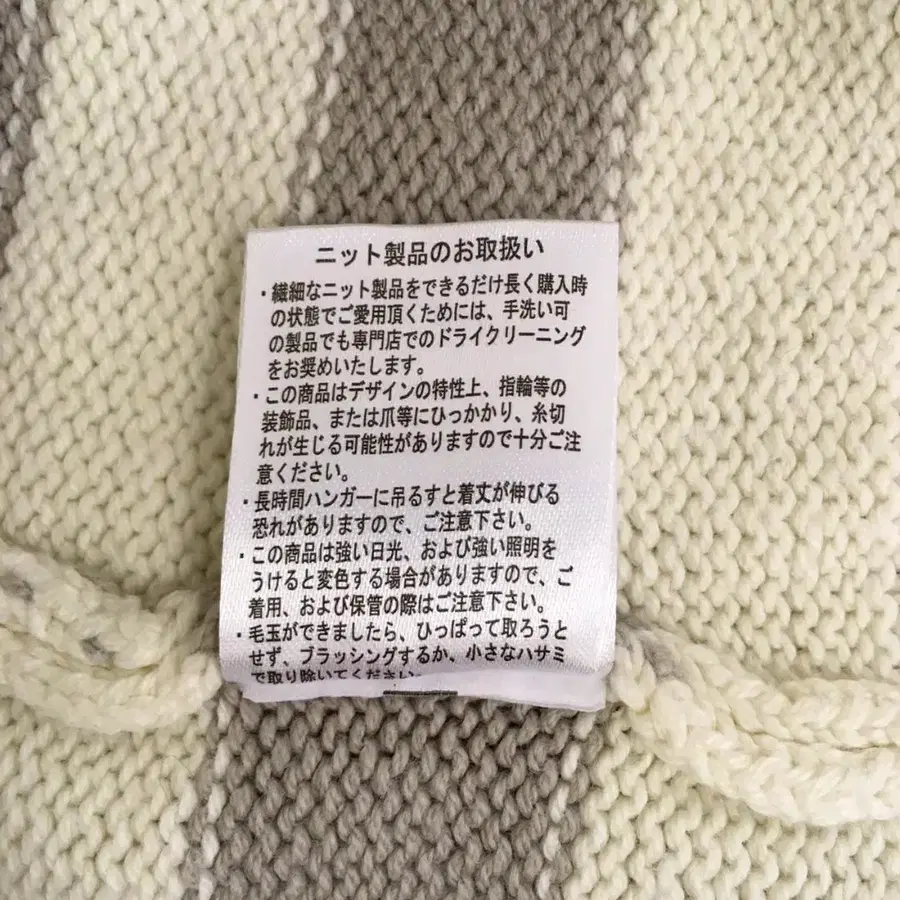 ニット製品のお取扱い
・繊細なニット製品をできるだけ長く購入時
の状態でご愛用頂くためには、手洗い可
の製品でも専門店でのドライクリーニング
をお奨めいたします。
・この商品はデザインの特性上、指輪等の
装飾品、または爪等にひっかかり、糸切
れが生じる可能性がありますので十分ご注
意ください。
・長時間ハンガーに吊るすと着丈が伸びる
恐れがありますので、ご注意下さい。
・この商品は強い日光、および強い照明を
うけると変色する場合がありますので、ご
着用、および保管の際はご注意下さい。
・毛玉ができましたら、ひっぱって取ろうと
せず、ブラッシングするか、小さなハサミ
で取り除いてください